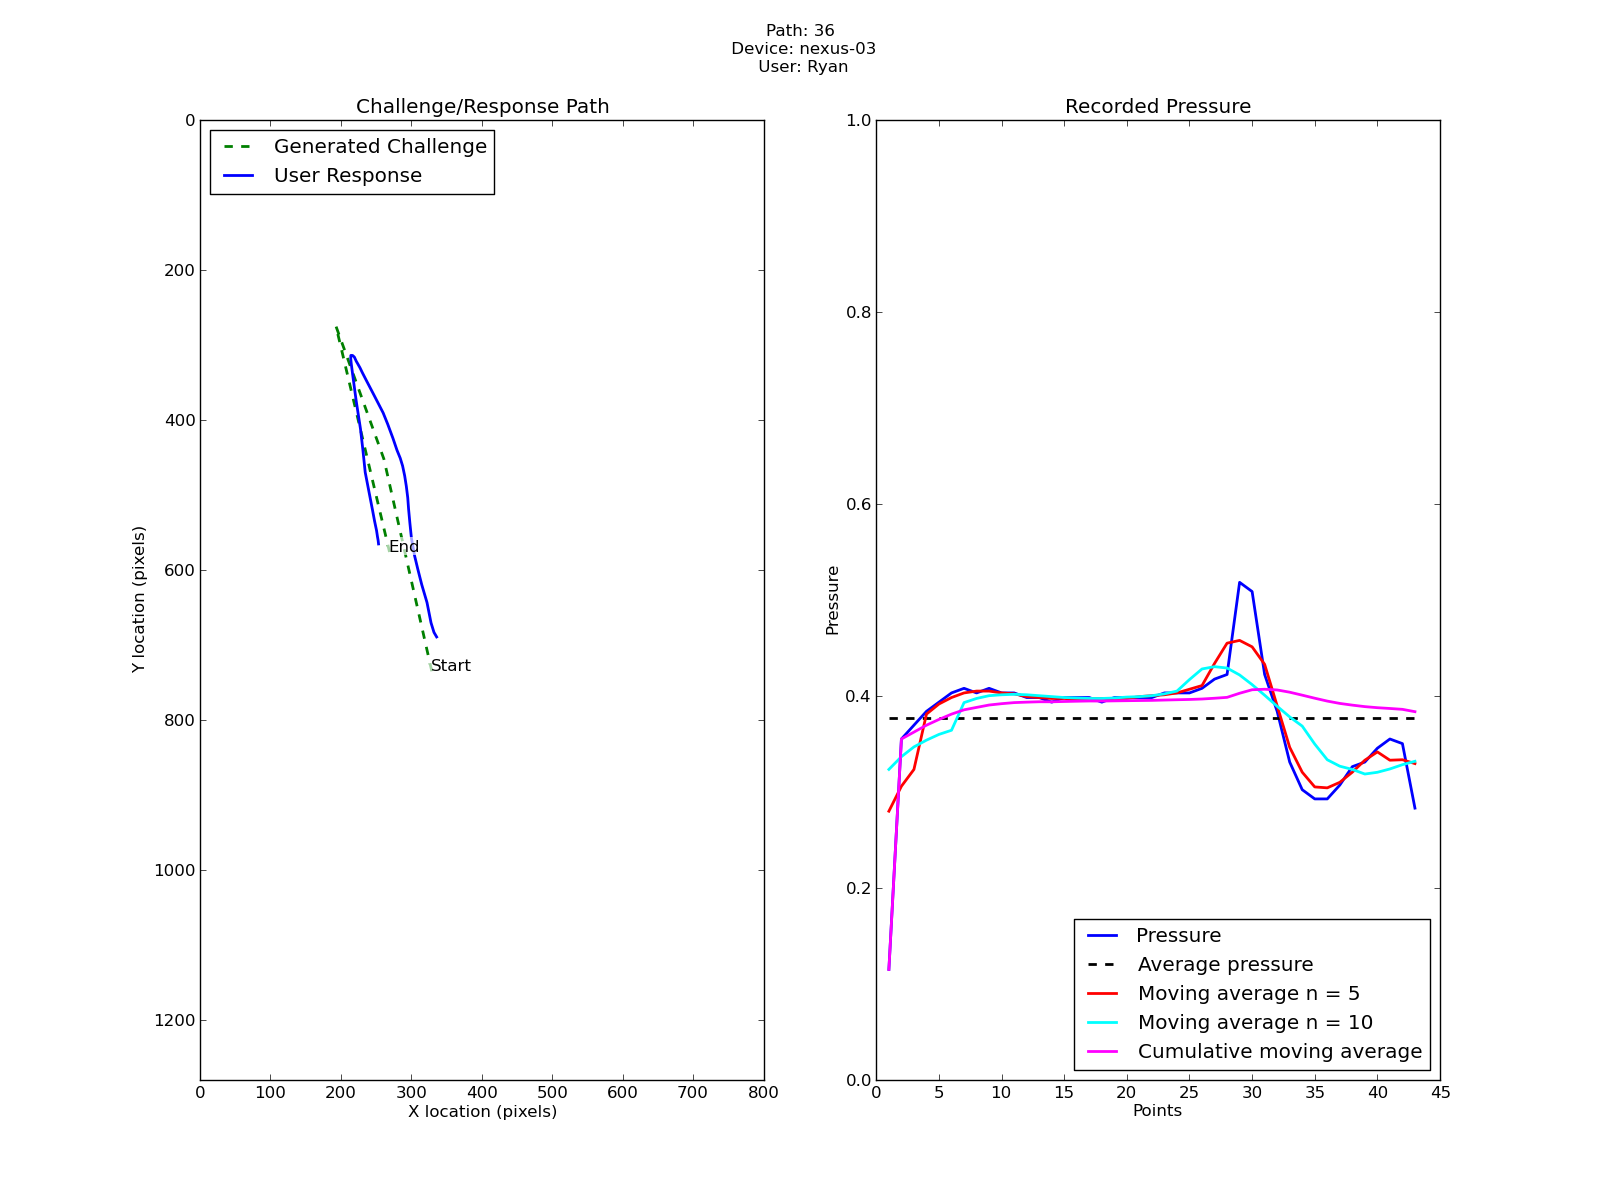 Path: 36
Device: nexus-03
User: Ryan
Challenge/Response Path
Generated Challenge
User Response
0
200
400
600
800
1000
1200
Y location (pixels)
End
Start
0 100 200 300 400 500 600 700 800
X location (pixels)
Recorded Pressure
1.0
0.8
0.6
0.4
0.2
0.0
Pressure
Pressure
Average pressure
Moving average n = 5
Moving average n = 10
Cumulative moving average
0 5 10 15 20 25 30 35 40 45
Points